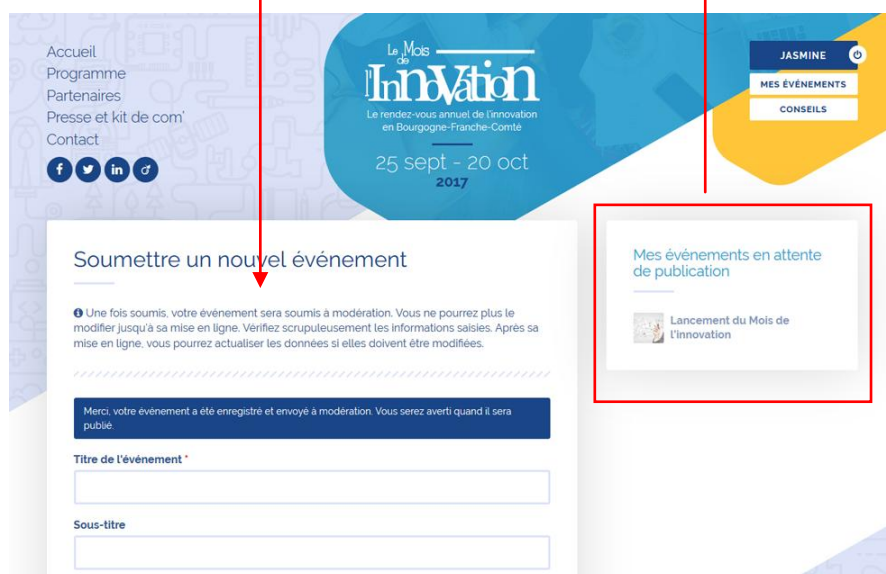 Accueil
Programme
Partenaires
Presse et kit de com'
Contact
Le Mois
de
l'InnoVation
Le rendez-vous annuel de l'innovation
en Bourgogne-Franche-Comté
25 sept - 20 oct
2017
JASMINE
MES ÉVÉNEMENTS
CONSEILS
Soumettre un nouvel événement
Une fois soumis, votre évènement sera soumis à modération. Vous ne pourrez plus le
modifier jusqu'à sa mise en ligne. Vérifiez scrupuleusement les informations saisies. Après sa
mise en ligne, vous pourrez actualiser les données si elles doivent être modifiées.
Merci, votre événement a été enregistré et envoyé à modération. Vous serez averti quand il sera
publié.
Titre de l'événement *
Sous-titre
Mes événements en attente
de publication
Lancement du Mois de
l'innovation